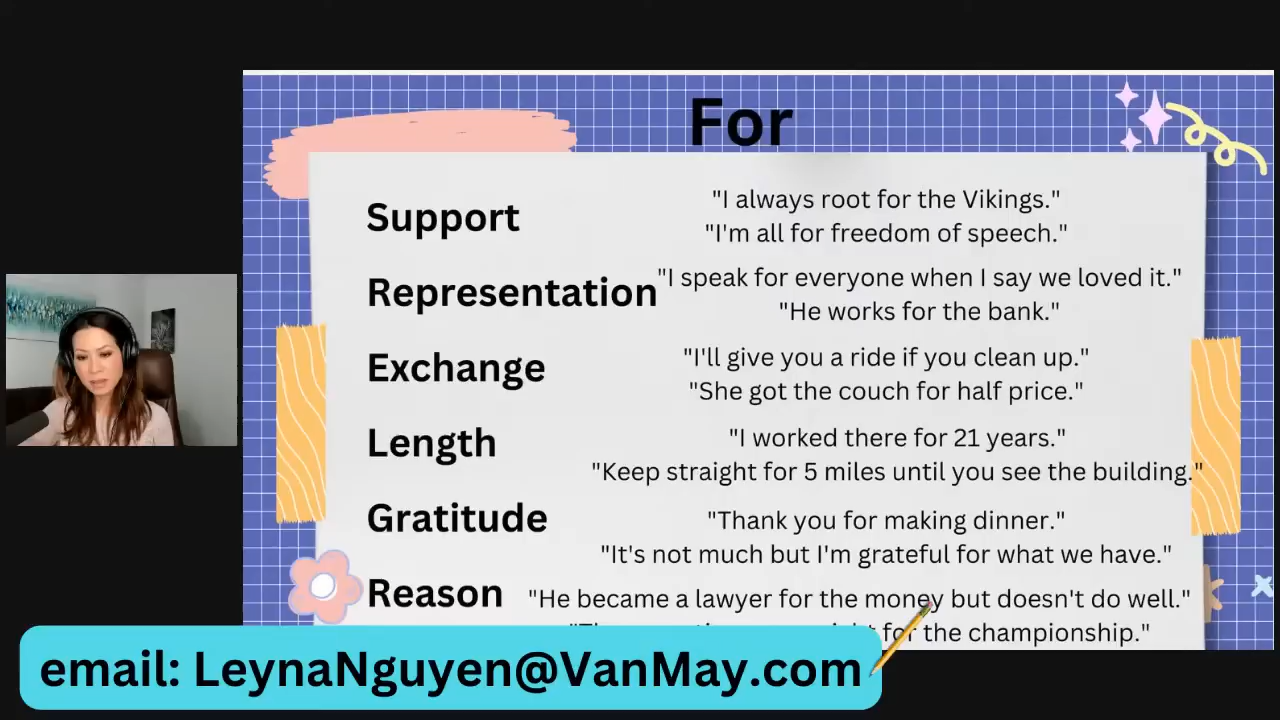 For
Support
"I always root for the Vikings."
"I'm all for freedom of speech."
Representation
"I speak for everyone when I say we loved it."
"He works for the bank."
Exchange
"I'll give you a ride if you clean up."
"She got the couch for half price."
Length
"I worked there for 21 years."
"Keep straight for 5 miles until you see the building."
Gratitude
"Thank you for making dinner."
"It's not much but I'm grateful for what we have."
Reason
"He became a lawyer for the money but doesn't do well."
for the championship."
email: LeynaNguyen@VanMay.com